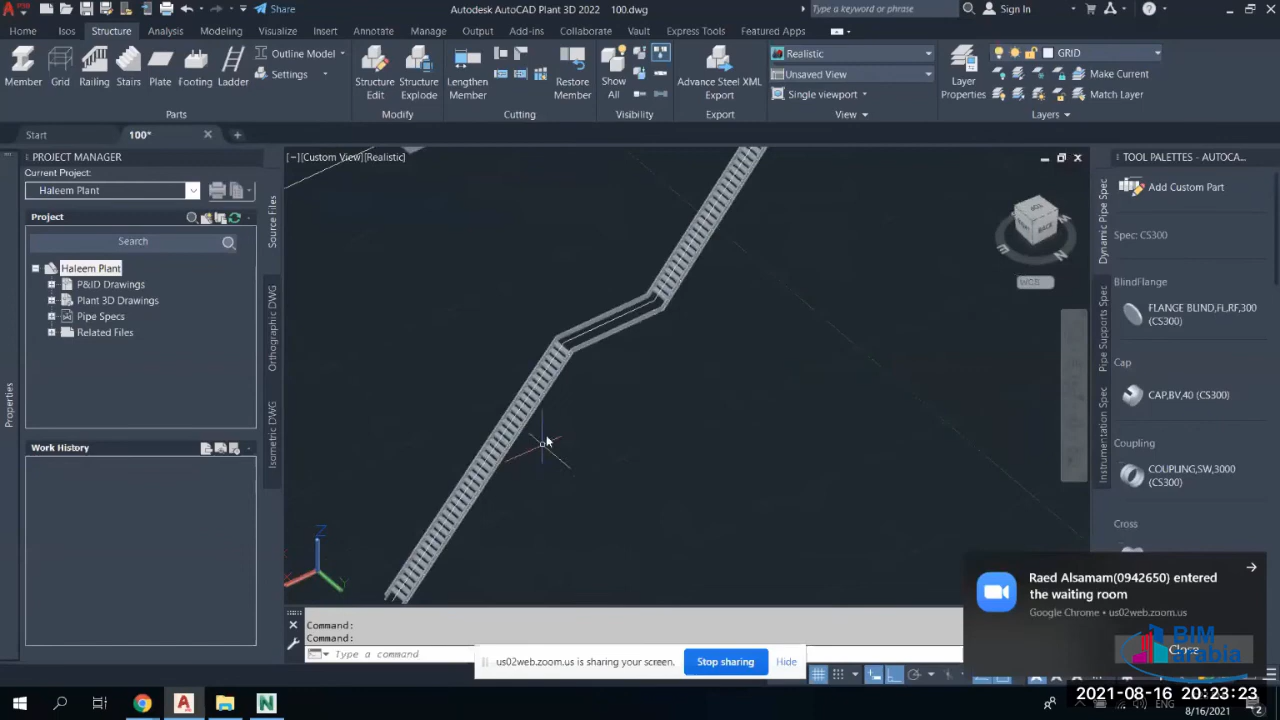 Share
Autodesk AutoCAD Plant 3D 2022 100.dwg
Type a keyword or phrase
Sign In
Home Insert Structure Analysis Modeling Visualize Insert Annotate Manage Output Add-ins Collaborate Vault Express Tools Featured Apps
Member
Grid
Railing
Stairs
Plate
Footing
Ladder
Outline Model
Settings
Structure Edit
Structure Explode
Lengthen Member
Restore Member
Show All
Advance Steel XML Export
Realistic
Unsaved View
Single viewport
Layer Properties
GRID
Make Current
Match Layer
Parts
Modify
Cutting
Visibility
Export
View
Layers
Start
100*
PROJECT MANAGER
Current Project:
Haleem Plant
Project
Search
Haleem Plant
P&ID Drawings
Plant 3D Drawings
Pipe Specs
Related Files
Work History
Properties
Source Files
Orthographic DWG
Isometric DWG
[−][Custom View][Realistic]
BACK
Z
Y
TOOL PALETTES - AUTOCA...
Add Custom Part
Spec: CS300
BlindFlange
FLANGE BLIND,FL,RF,300
(CS300)
Cap
CAP,BV,40 (CS300)
Coupling
COUPLING,SW,3000
(CS300)
Cross
Dynamic Pipe Spec
Pipe Supports Spec
Instrumentation Spec
Command:
Command:
Type a command
us02web.zoom.us is sharing your screen.
Stop sharing
Hide
Raed Alsamam(0942650) entered
the waiting room
Google Chrome • us02web.zoom.us
Close
BIM
arabia
2021-08-16 20:23:23
ENG
8/16/2021
2